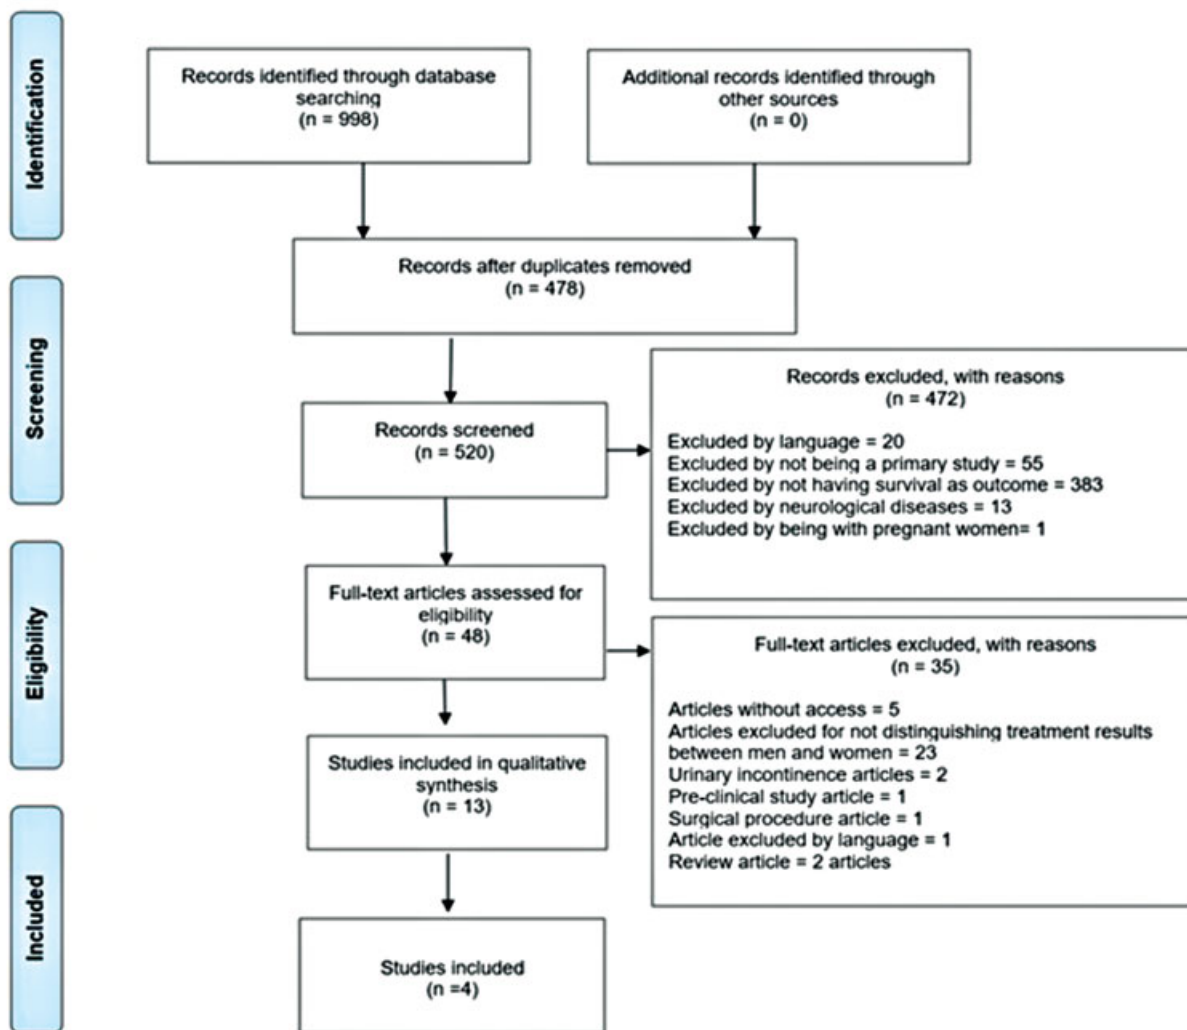 Identification
Records identified through database
searching
(n = 998)
Additional records identified through
other sources
(n = 0)
Records after duplicates removed
(n = 478)
Screening
Records screened
(n = 520)
Records excluded, with reasons
(n = 472)
Excluded by language = 20
Excluded by not being a primary study = 55
Excluded by not having survival as outcome = 383
Excluded by neurological diseases = 13
Excluded by being with pregnant women= 1
Eligibility
Full-text articles assessed for
eligibility
(n = 48)
Full-text articles excluded, with reasons
(n = 35)
Articles without access = 5
Articles excluded for not distinguishing treatment results
between men and women = 23
Urinary incontinence articles = 2
Pre-clinical study article = 1
Surgical procedure article = 1
Article excluded by language = 1
Review article = 2 articles
Studies included in qualitative
synthesis
(n = 13)
Included
Studies included
(n =4)